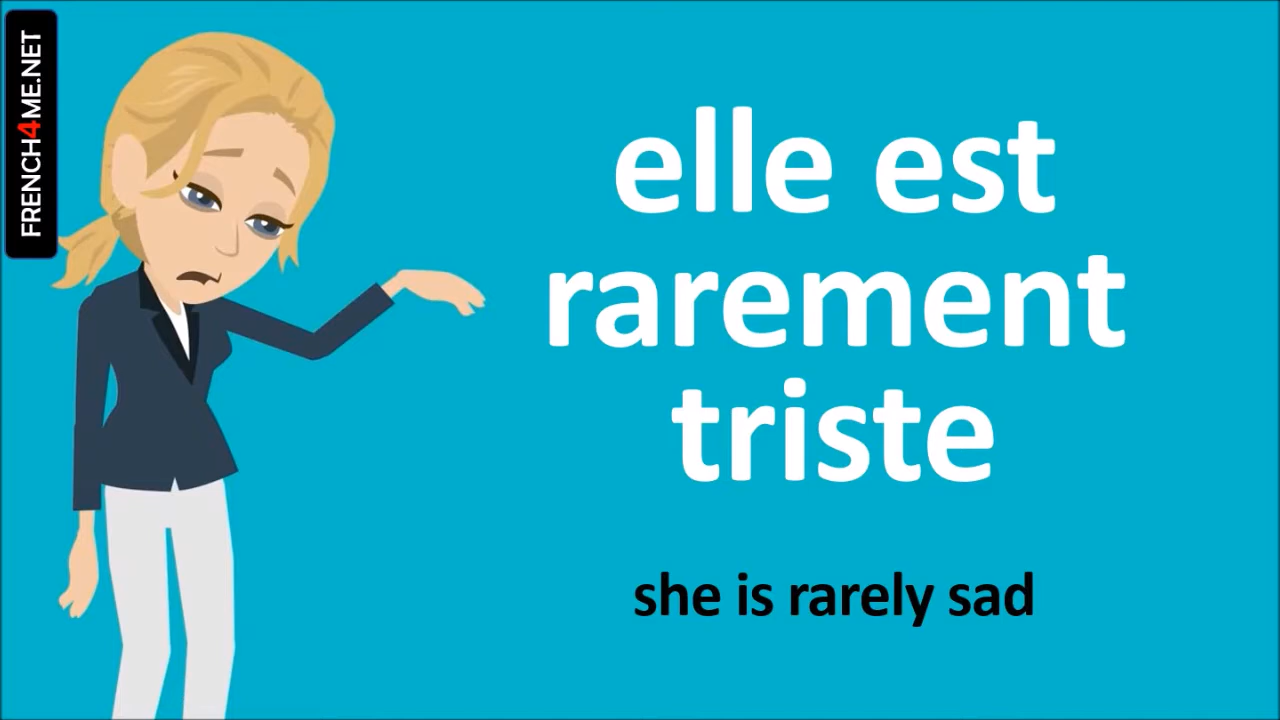 FRENCH4ME.NET
elle est
rarement
triste
she is rarely sad